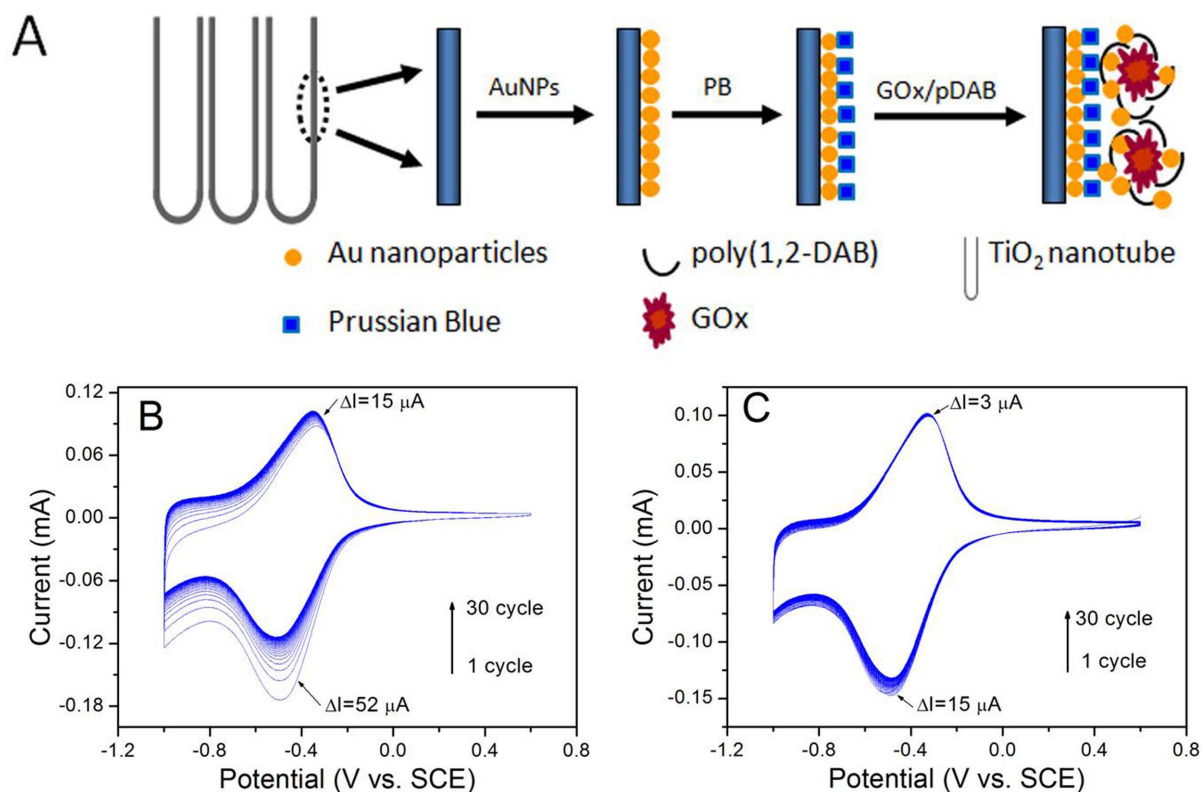 A
AuNPs
PB
GOx/pDAB
Au nanoparticles
poly(1,2-DAB)
TiO₂ nanotube
Prussian Blue
GOx
B
ΔI=15 μA
30 cycle
1 cycle
ΔI=52 μA
Current (mA)
0.12
0.06
0.00
-0.06
-0.12
-0.18
-1.2
-0.8
-0.4
0.0
0.4
0.8
Potential (V vs. SCE)
C
ΔI=3 μA
30 cycle
1 cycle
ΔI=15 μA
Current (mA)
0.10
0.05
0.00
-0.05
-0.10
-0.15
-1.2
-0.8
-0.4
0.0
0.4
0.8
Potential (V vs. SCE)